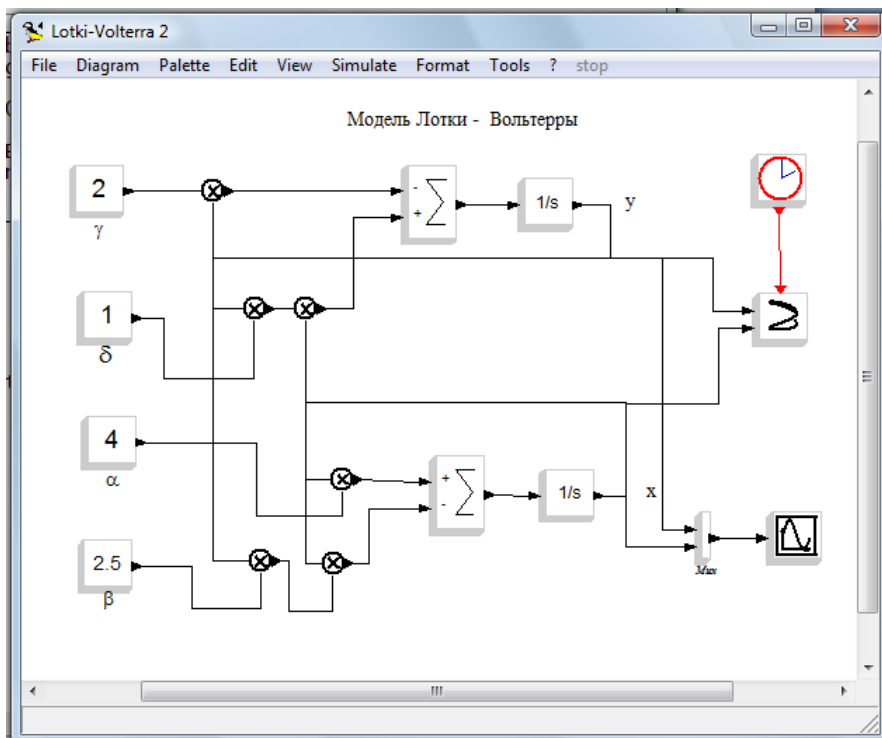 Lotki-Volterra 2
File Diagram Palette Edit View Simulate Format Tools ? stop
Модель Лотки - Вольтерры
2
γ
-
+
1/s
y
1
δ
4
α
+
-
1/s
x
2.5
β
Mux